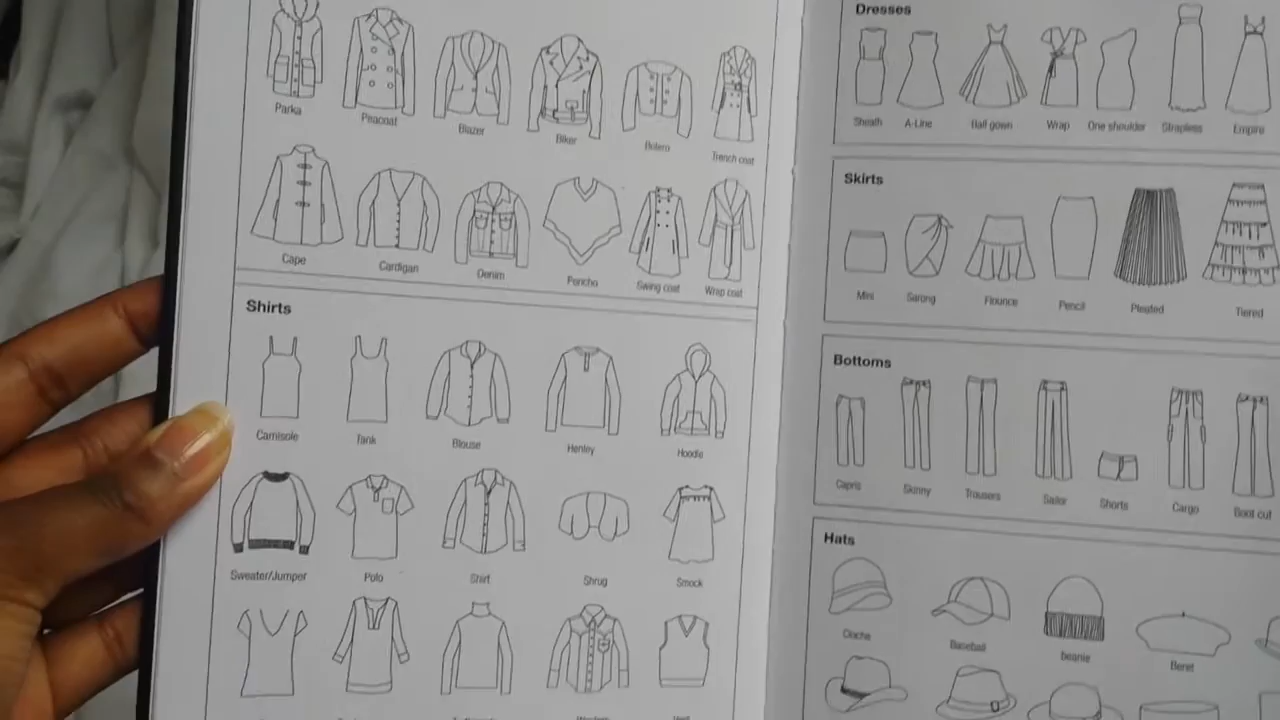 Parka Peacoat Blazer Biker Bolero Trench coat
Cape Cardigan Denim Poncho Swing coat Wrap coat
Shirts
Camisole Tank Blouse Henley Hoodie
Sweater/Jumper Polo Shirt Shrug Smock
Dresses
Sheath A-Line Ball gown Wrap One shoulder Strapless Empire
Skirts
Mini Sarong Flounce Pencil Pleated Tiered
Bottoms
Capris Skinny Trousers Sailor Shorts Cargo Boot cut
Hats
Cloche Baseball beanie Beret